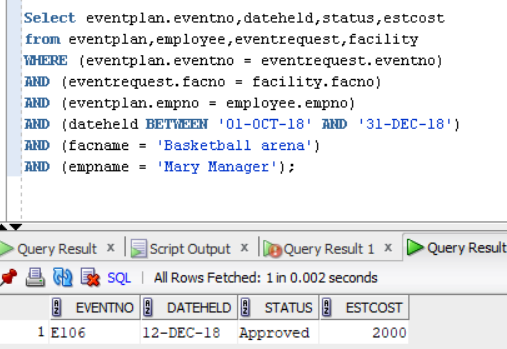 Select eventplan.eventno,dateheld,status,estcost
from eventplan,employee,eventrequest,facility
WHERE (eventplan.eventno = eventrequest.eventno)
AND (eventrequest.facno = facility.facno)
AND (eventplan.empno = employee.empno)
AND (dateheld BETWEEN '01-OCT-18' AND '31-DEC-18')
AND (facname = 'Basketball arena')
AND (empname = 'Mary Manager');
Query Result x Script Output x Query Result 1 x Query Result
SQL | All Rows Fetched: 1 in 0.002 seconds
EVENTNO DATEHELD STATUS ESTCOST
1 E106 12-DEC-18 Approved 2000